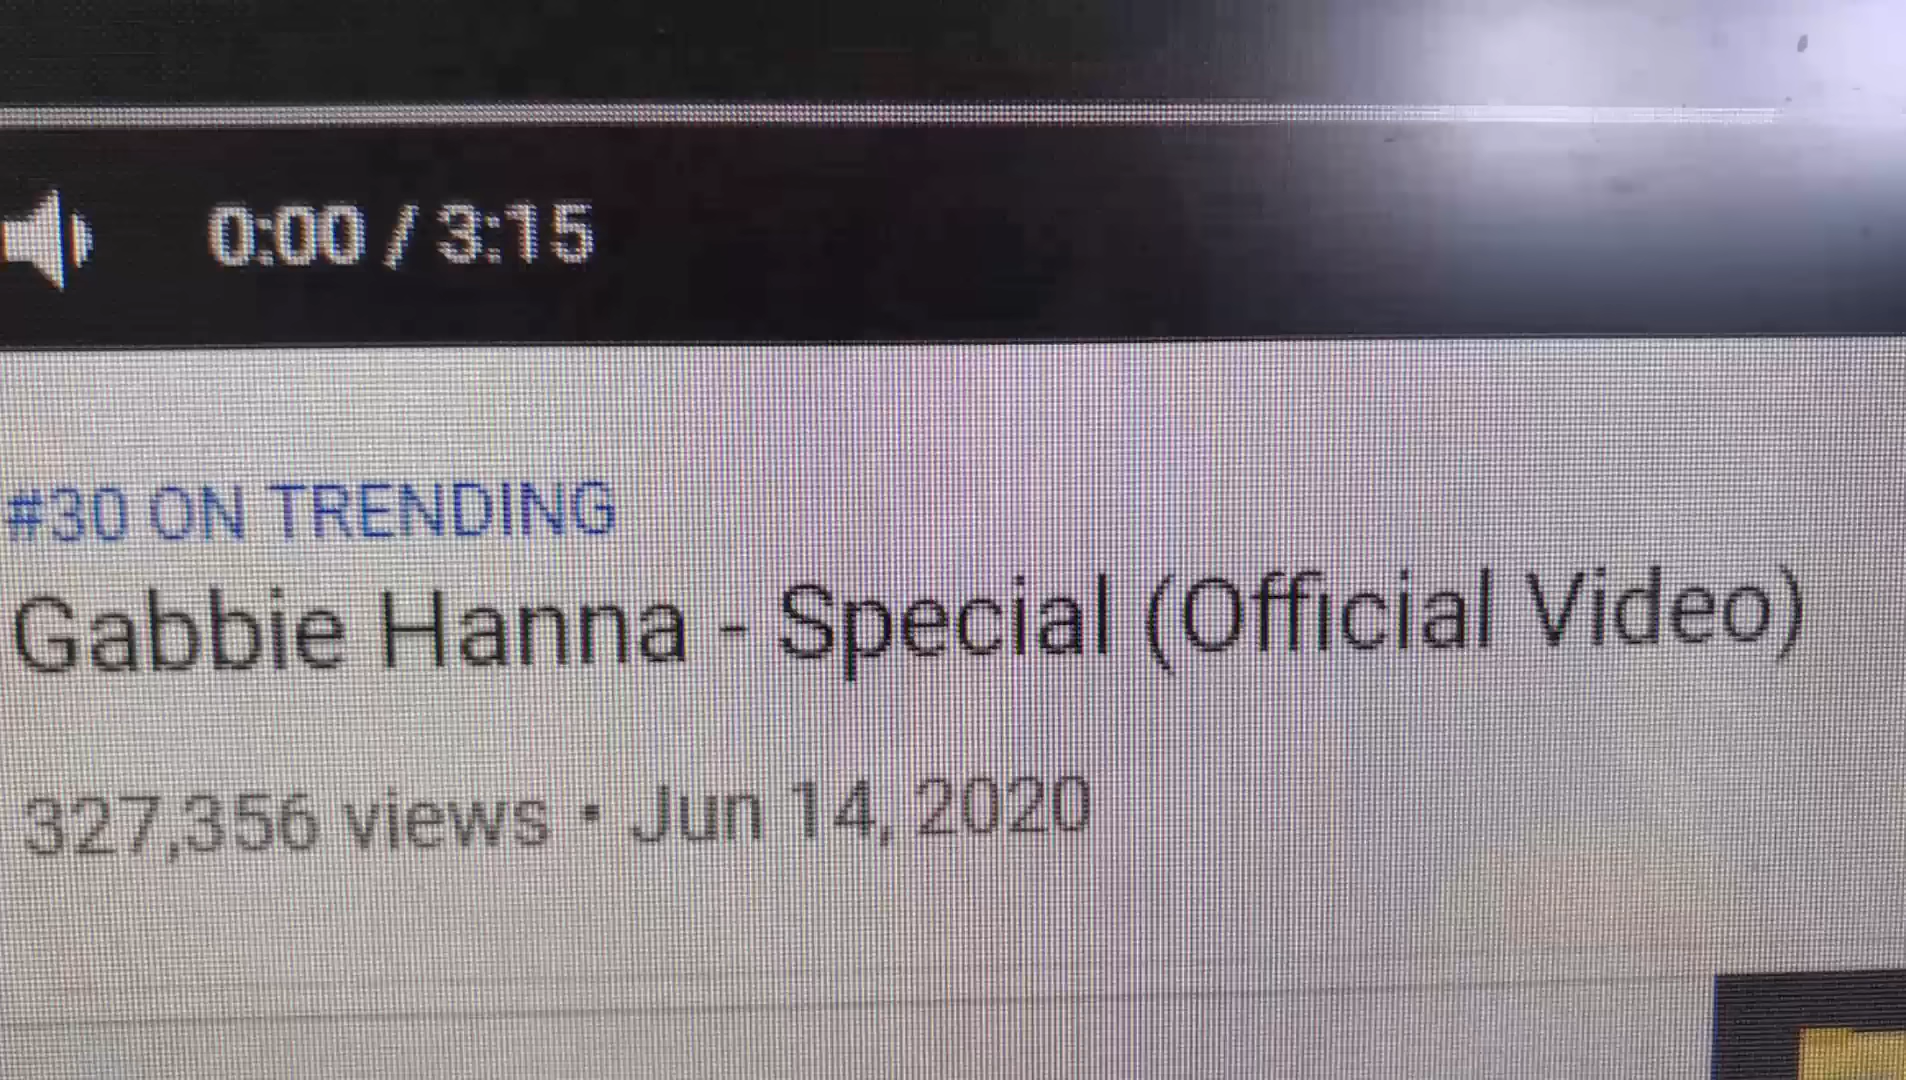 0:00 / 3:15
#30 ON TRENDING
Gabbie Hanna - Special (Official Video)
327,356 views • Jun 14, 2020